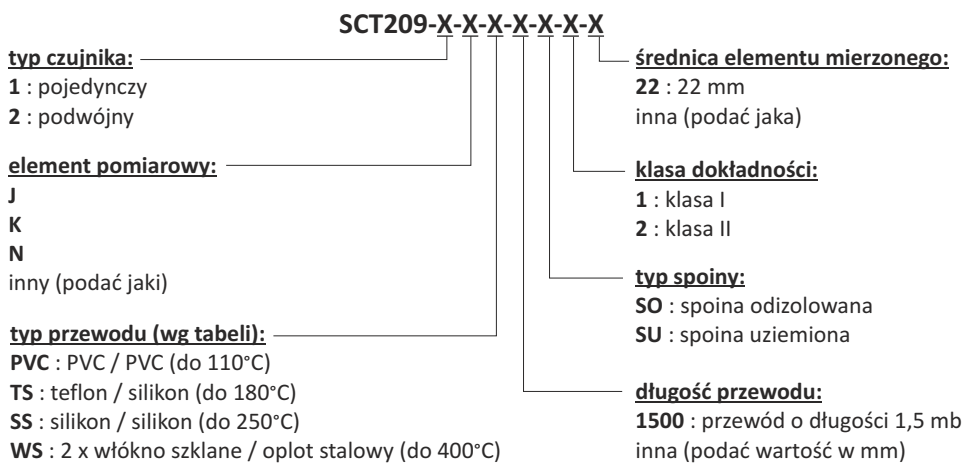 SCT209-X-X-X-X-X-X-X
typ czujnika:
1 : pojedynczy
2 : podwójny
element pomiarowy:
J
K
N
inny (podać jaki)
typ przewodu (wg tabeli):
PVC : PVC / PVC (do 110°C)
TS : teflon / silikon (do 180°C)
SS : silikon / silikon (do 250°C)
WS : 2 x włókno szklane / oplot stalowy (do 400°C)
średnica elementu mierzonego:
22 : 22 mm
inna (podać jaka)
klasa dokładności:
1 : klasa I
2 : klasa II
typ spoiny:
SO : spoina odizolowana
SU : spoina uziemiona
długość przewodu:
1500 : przewód o długości 1,5 mb
inna (podać wartość w mm)